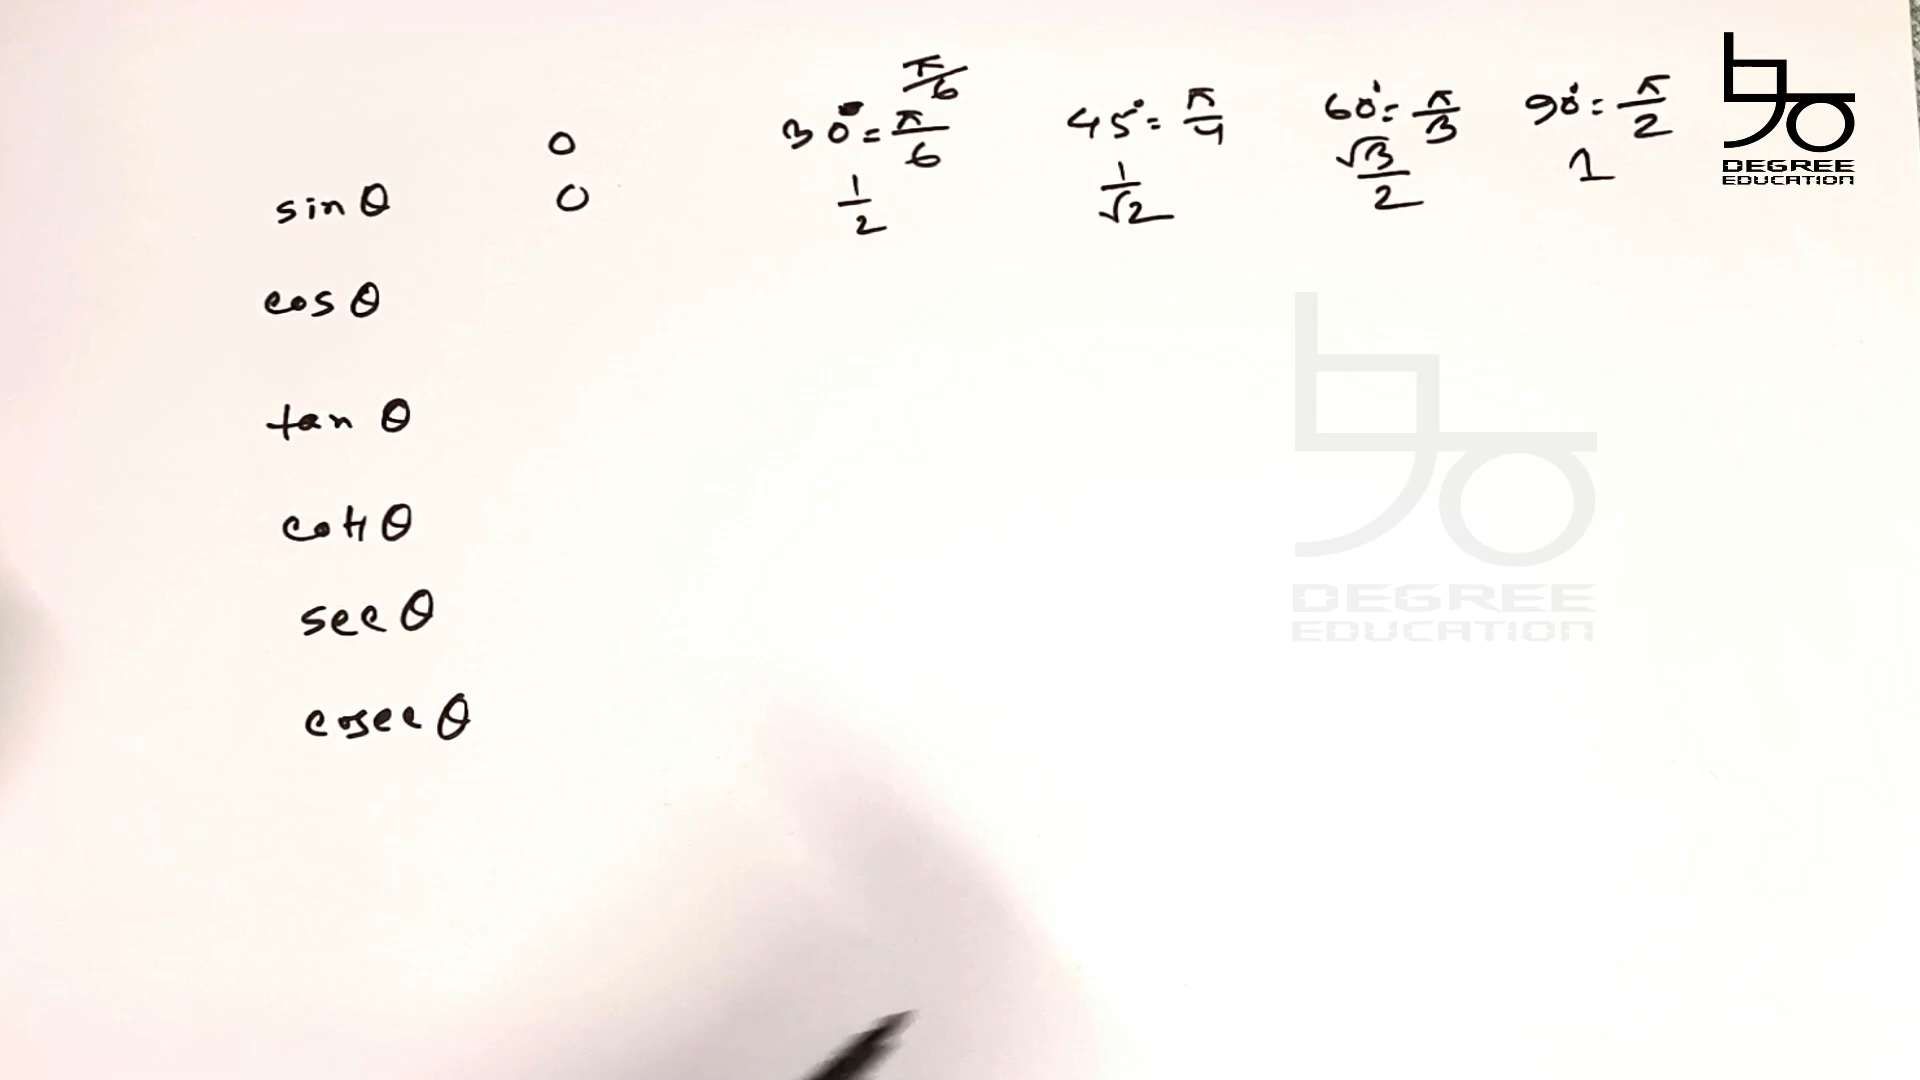 π/6
0 30° = π/6 45° = π/4 60° = π/3 90° = π/2
sin θ 0 1/2 1/√2 √3/2 1
cos θ
tan θ
cot θ
sec θ
cosec θ
DEGREE
EDUCATION
DEGREE
EDUCATION